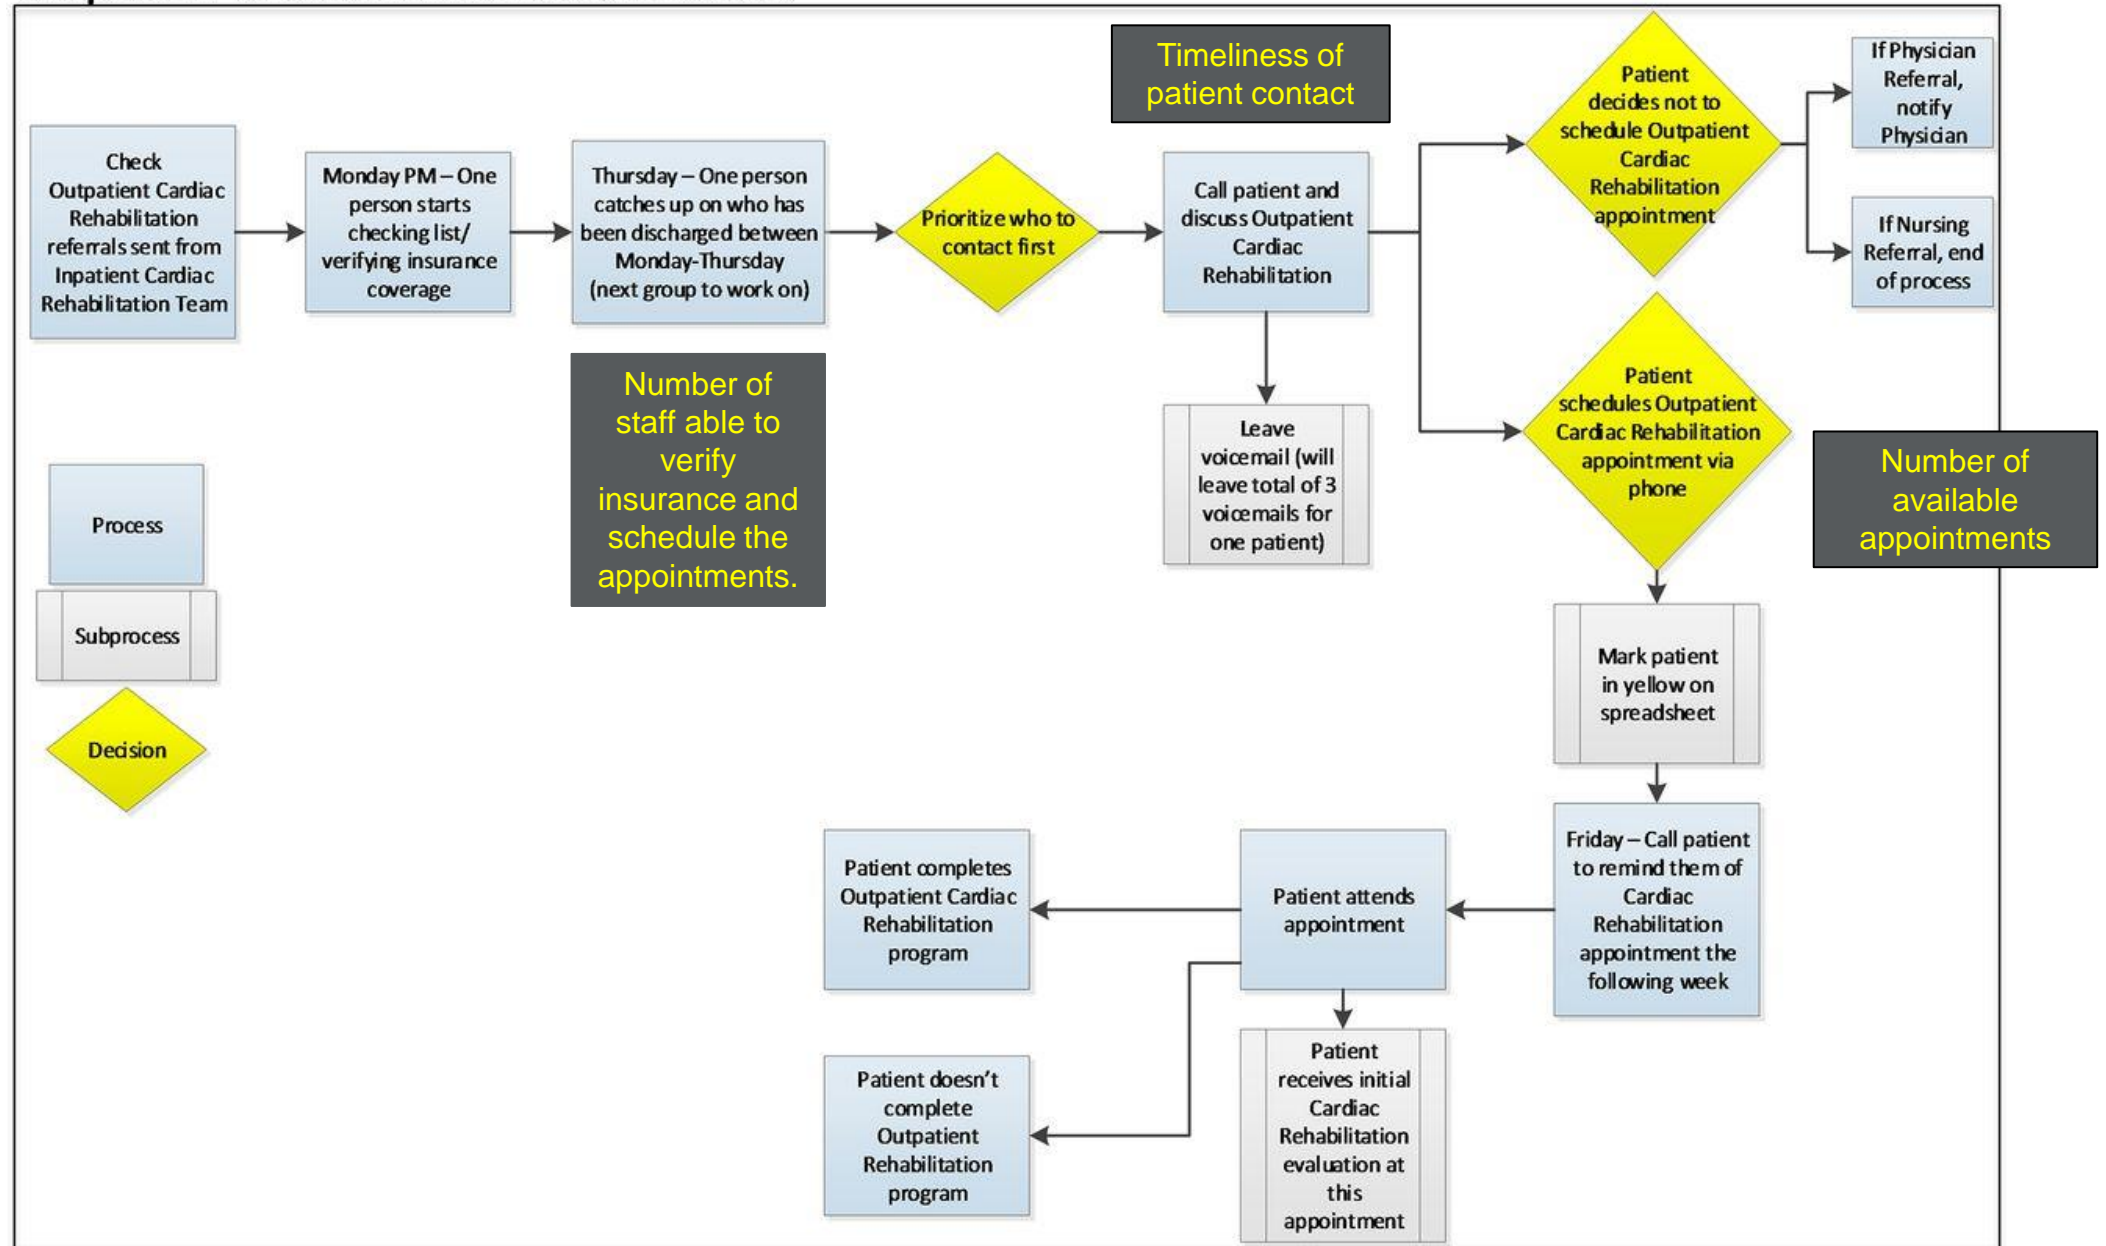 Timeliness of
patient contact
Check
Outpatient Cardiac
Rehabilitation
referrals sent from
Inpatient Cardiac
Rehabilitation Team
Monday PM – One
person starts
checking list/
verifying insurance
coverage
Thursday – One person
catches up on who has
been discharged between
Monday-Thursday
(next group to work on)
Prioritize who to
contact first
Call patient and
discuss Outpatient
Cardiac
Rehabilitation
Patient
decides not to
schedule Outpatient
Cardiac
Rehabilitation
appointment
If Physician
Referral,
notify
Physician
If Nursing
Referral, end
of process
Number of
staff able to
verify
insurance and
schedule the
appointments.
Leave
voicemail (will
leave total of 3
voicemails for
one patient)
Patient
schedules Outpatient
Cardiac Rehabilitation
appointment via
phone
Number of
available
appointments
Process
Subprocess
Decision
Mark patient
in yellow on
spreadsheet
Friday – Call patient
to remind them of
Cardiac
Rehabilitation
appointment the
following week
Patient attends
appointment
Patient completes
Outpatient Cardiac
Rehabilitation
program
Patient doesn't
complete
Outpatient
Rehabilitation
program
Patient
receives initial
Cardiac
Rehabilitation
evaluation at
this
appointment